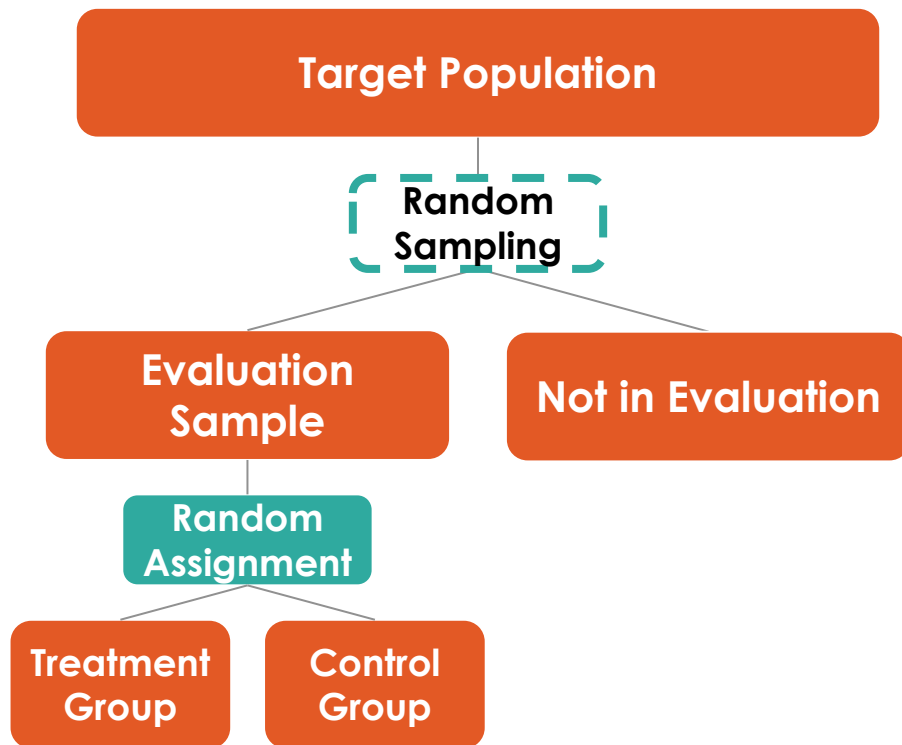 Target Population
Random
Sampling
Evaluation
Sample
Not in Evaluation
Random
Assignment
Treatment
Group
Control
Group